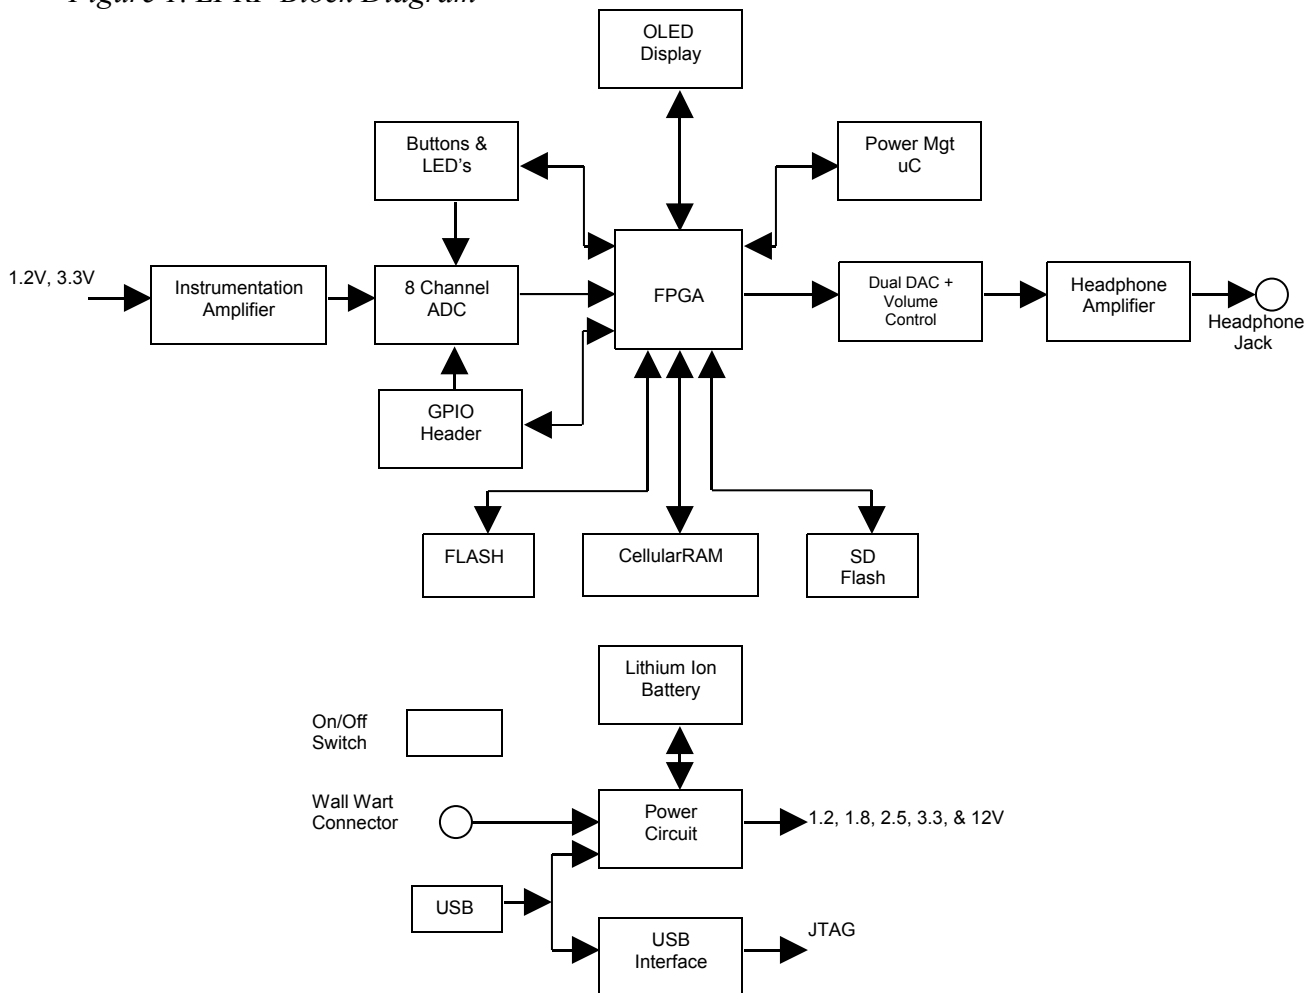 Figure 1. LPRP Block Diagram
OLED
Display
Buttons &
LED's
Power Mgt
uC
1.2V, 3.3V
Instrumentation
Amplifier
8 Channel
ADC
FPGA
Dual DAC +
Volume
Control
Headphone
Amplifier
Headphone
Jack
GPIO
Header
FLASH
CellularRAM
SD
Flash
Lithium Ion
Battery
On/Off
Switch
Wall Wart
Connector
Power
Circuit
1.2, 1.8, 2.5, 3.3, & 12V
USB
USB
Interface
JTAG